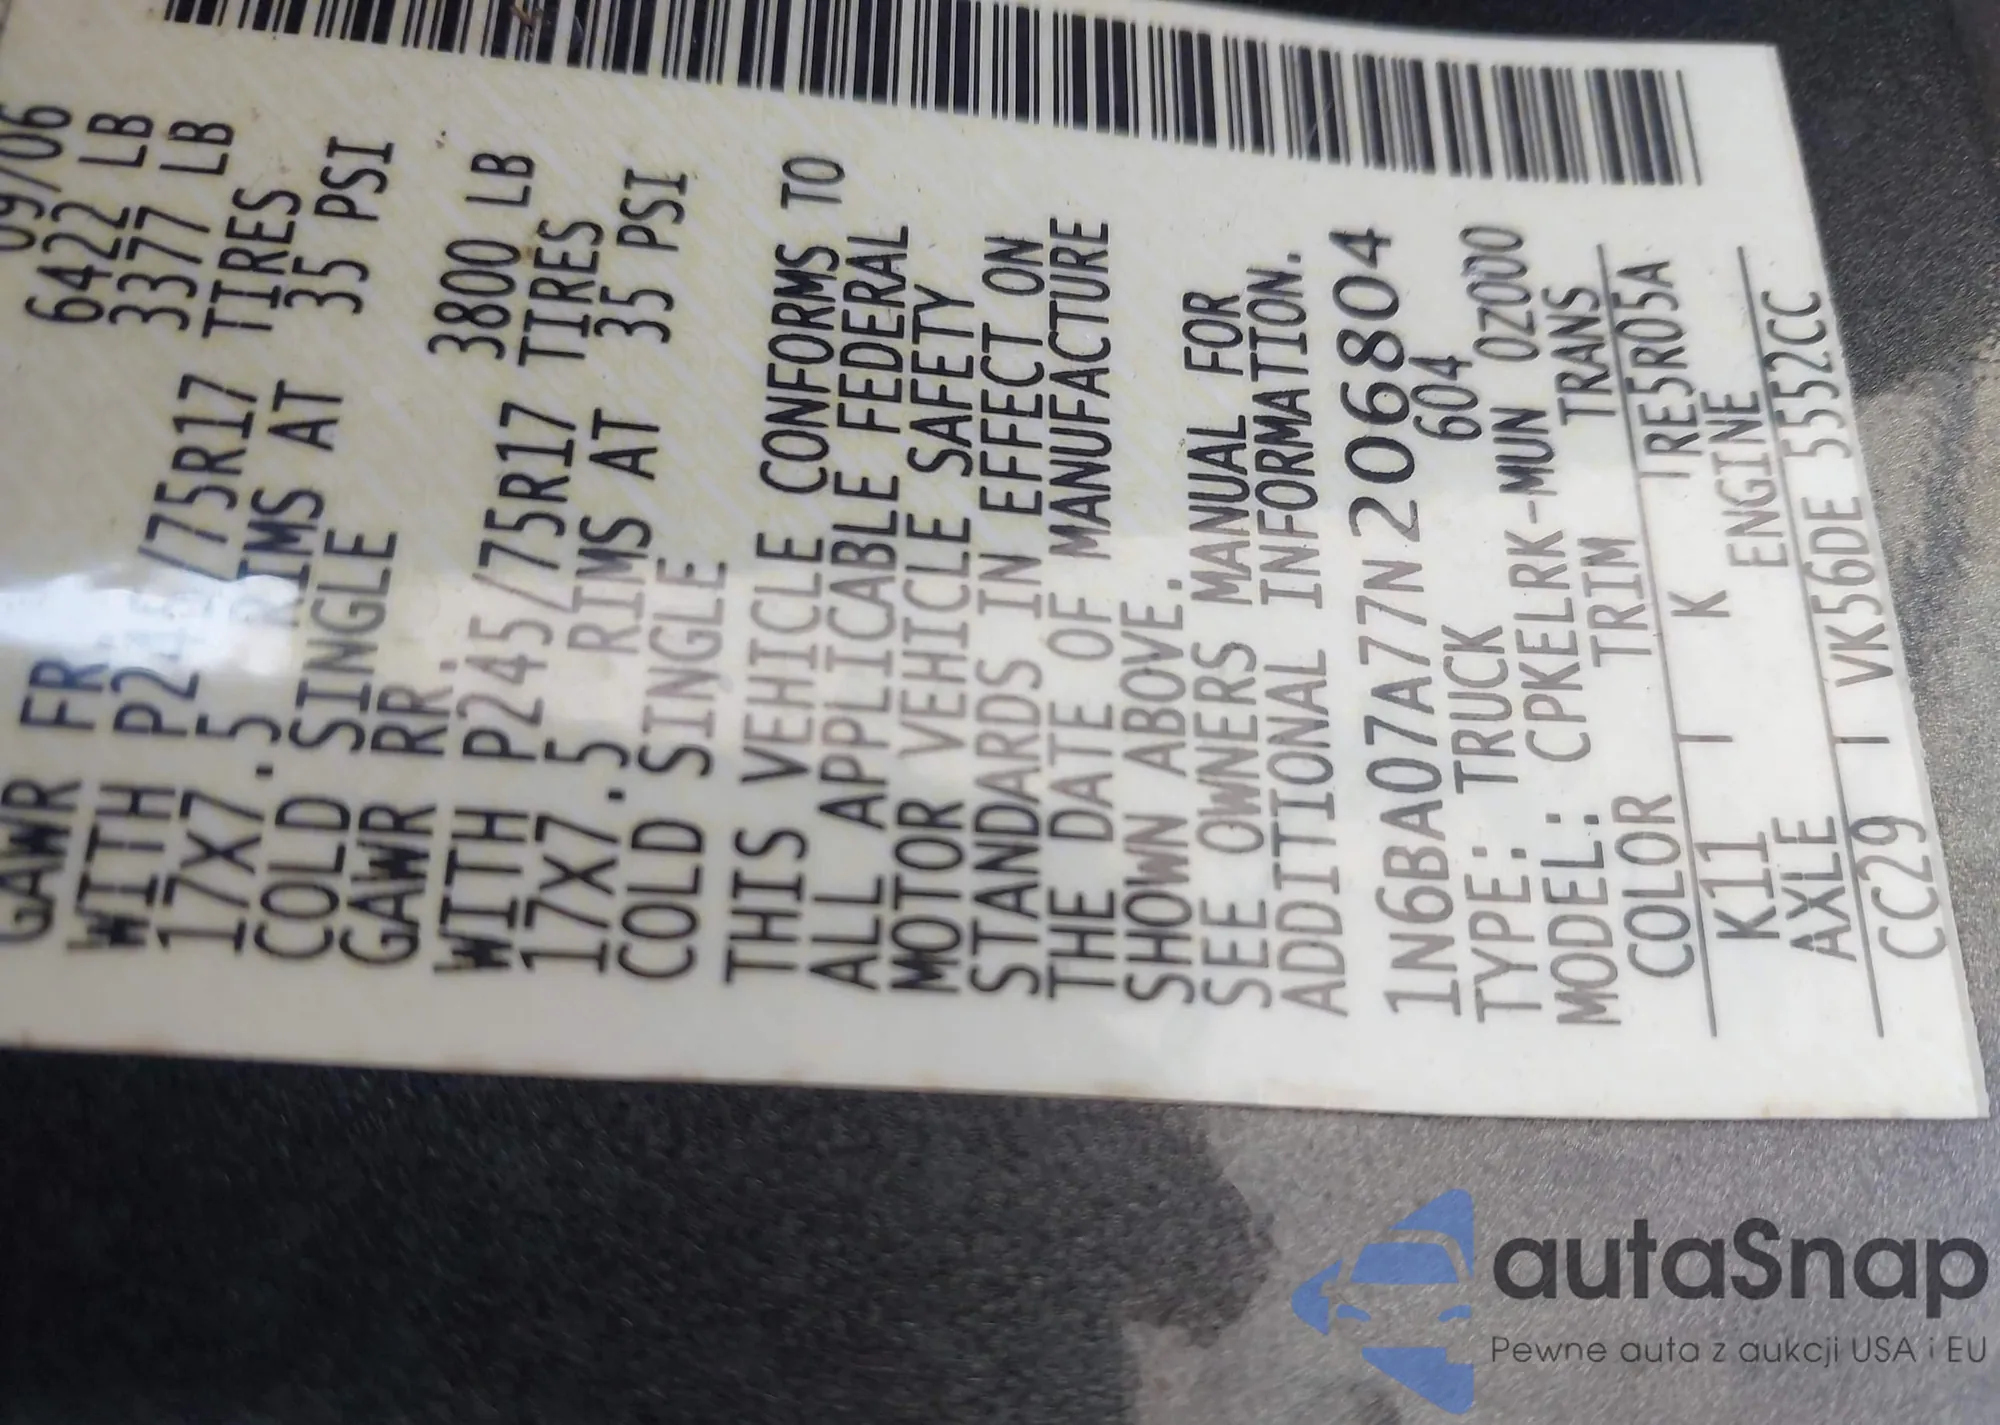 09/06
6422 LB
GAWR FR 3377 LB
WITH P245/75R17 TIRES
17X7.5 RIMS AT 35 PSI
COLD SINGLE
GAWR RR. 3800 LB
WITH P245/75R17 TIRES
17X7.5 RIMS AT 35 PSI
COLD SINGLE
THIS VEHICLE CONFORMS TO
ALL APPLICABLE FEDERAL
MOTOR VEHICLE SAFETY
STANDARDS IN EFFECT ON
THE DATE OF MANUFACTURE
SHOWN ABOVE.
SEE OWNERS MANUAL FOR
ADDITIONAL INFORMATION.
1N6BA07A77N206804
TYPE: TRUCK 604
MODEL: CPKELRK-MUN 0Z000
COLOR TRIM TRANS
K11 K RE5R05A
AXLE ENGINE
CC29 VK56DE 5552CC
autaSnap
Pewne auta z aukcji USA i EU